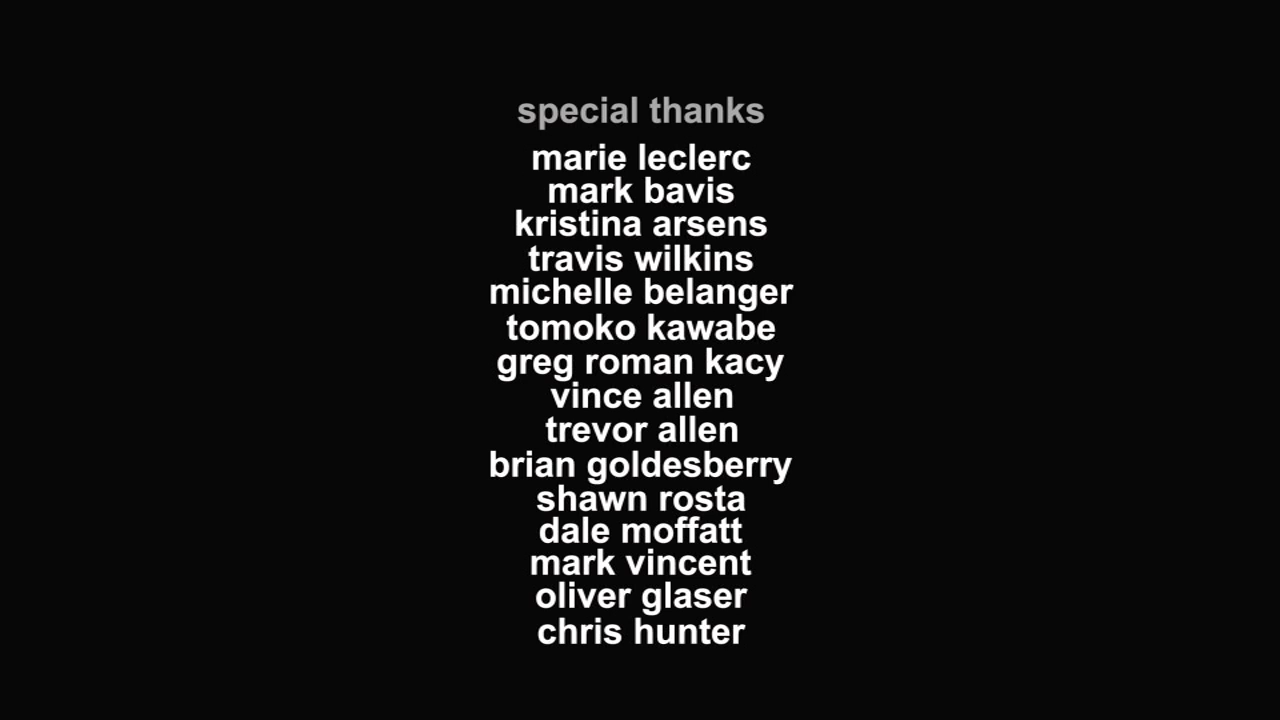 special thanks
marie leclerc
mark bavis
kristina arsens
travis wilkins
michelle belanger
tomoko kawabe
greg roman kacy
vince allen
trevor allen
brian goldesberry
shawn rosta
dale moffatt
mark vincent
oliver glaser
chris hunter